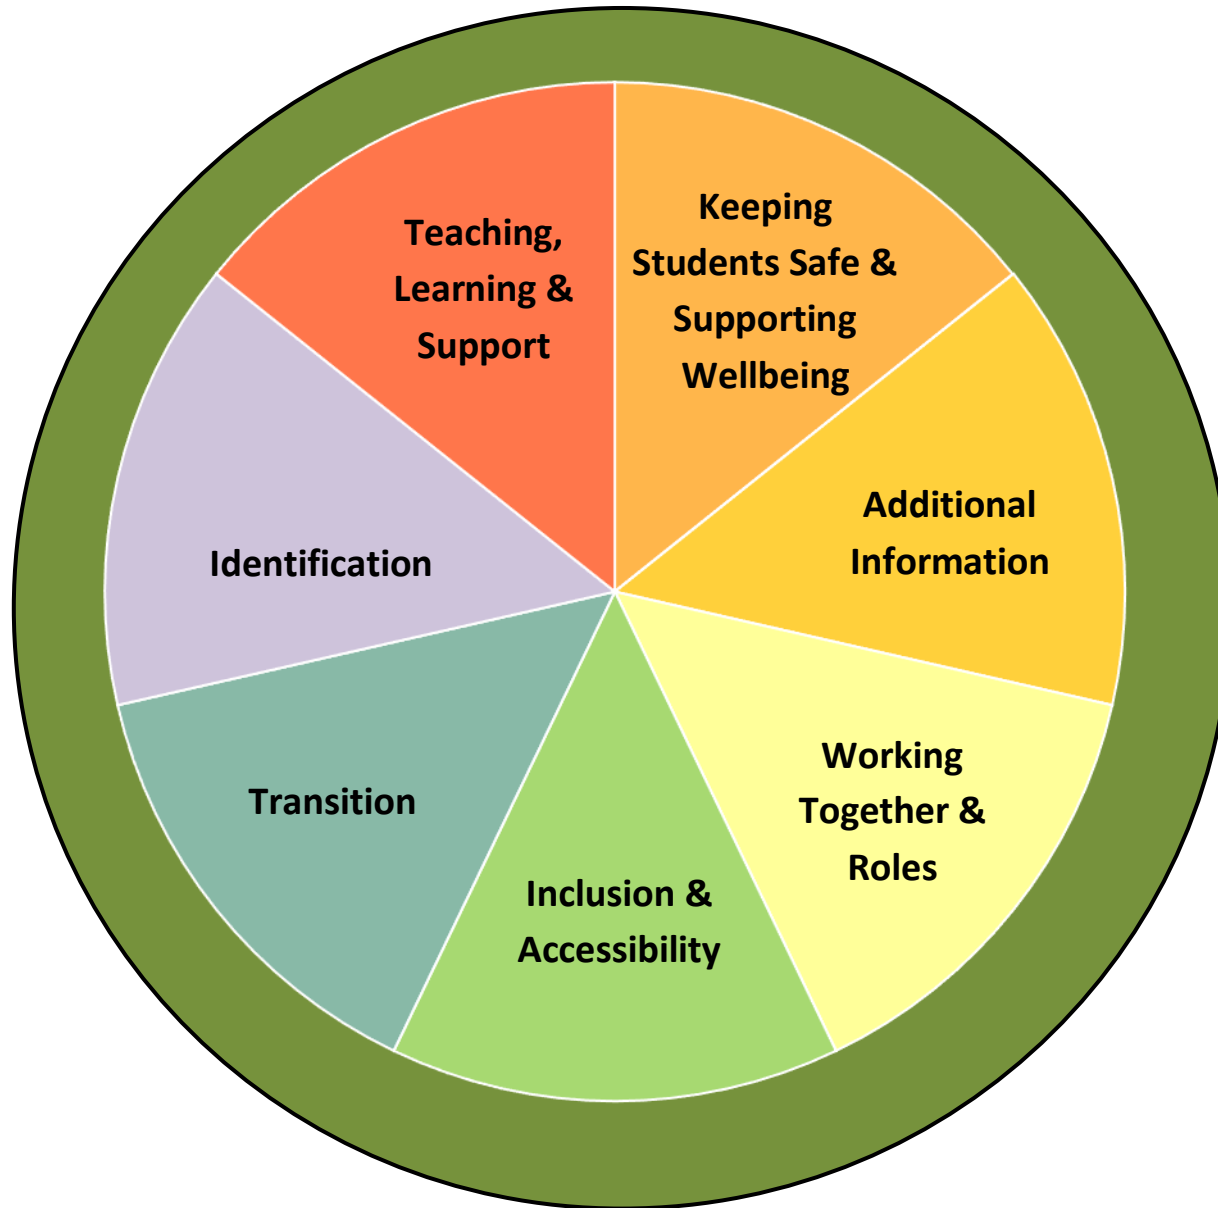 Teaching,
Learning &
Support
Keeping
Students Safe &
Supporting
Wellbeing
Additional
Information
Identification
Working
Together &
Roles
Transition
Inclusion &
Accessibility